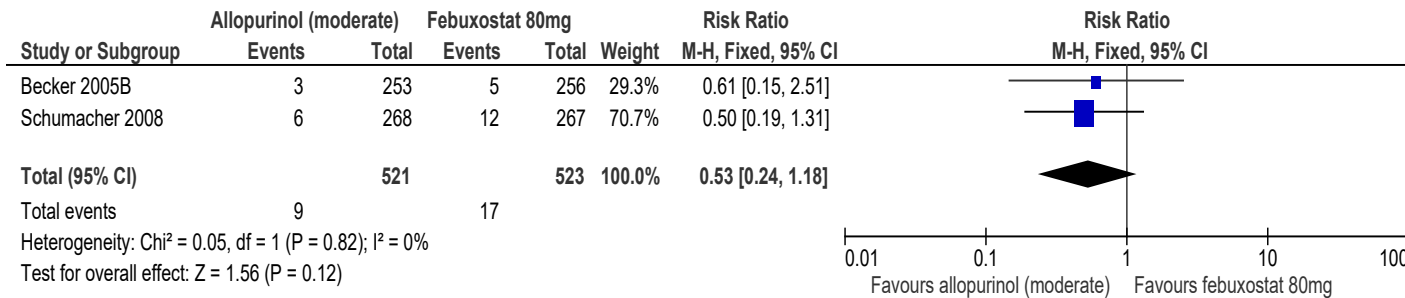 Allopurinol (moderate) Febuxostat 80mg Risk Ratio Risk Ratio
Study or Subgroup Events Total Events Total Weight M-H, Fixed, 95% CI M-H, Fixed, 95% CI
Becker 2005B 3 253 5 256 29.3% 0.61 [0.15, 2.51]
Schumacher 2008 6 268 12 267 70.7% 0.50 [0.19, 1.31]
Total (95% CI) 521 523 100.0% 0.53 [0.24, 1.18]
Total events 9 17
Heterogeneity: Chi² = 0.05, df = 1 (P = 0.82); I² = 0%
Test for overall effect: Z = 1.56 (P = 0.12)
0.01 0.1 1 10 100
Favours allopurinol (moderate) Favours febuxostat 80mg